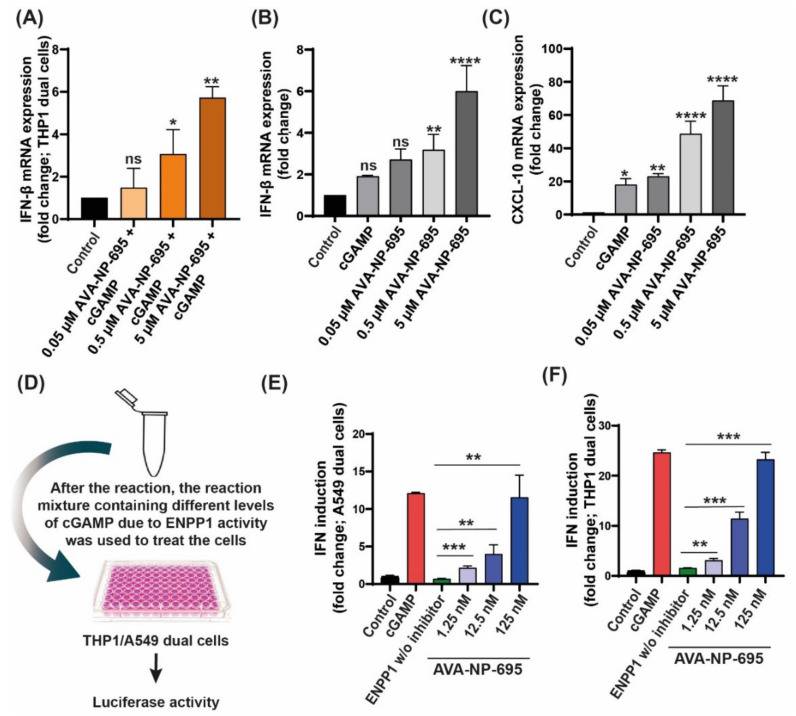 (A)
IFN-β mRNA expression
(fold change; THP1 dual cells)
8
6
4
2
0
ns
*
**
Control
0.05 µM AVA-NP-695 +
cGAMP
0.5 µM AVA-NP-695 +
cGAMP
5 µM AVA-NP-695 +
cGAMP
(B)
IFN-β mRNA expression
(fold change)
8
6
4
2
0
ns
ns
**
****
Control
cGAMP
0.05 µM AVA-NP-695
0.5 µM AVA-NP-695
5 µM AVA-NP-695
(C)
CXCL-10 mRNA expression
(fold change)
100
80
60
40
20
0
*
**
****
****
Control
cGAMP
0.05 µM AVA-NP-695
0.5 µM AVA-NP-695
5 µM AVA-NP-695
(D)
After the reaction, the reaction
mixture containing different levels
of cGAMP due to ENPP1 activity
was used to treat the cells
THP1/A549 dual cells
Luciferase activity
(E)
IFN induction
(fold change; A549 dual cells)
20
15
10
5
0
**
**
***
Control
cGAMP
ENPP1 w/o inhibitor
1.25 nM
12.5 nM
125 nM
AVA-NP-695
(F)
IFN induction
(fold change; THP1 dual cells)
30
20
10
0
***
***
**
Control
cGAMP
ENPP1 w/o inhibitor
1.25 nM
12.5 nM
125 nM
AVA-NP-695